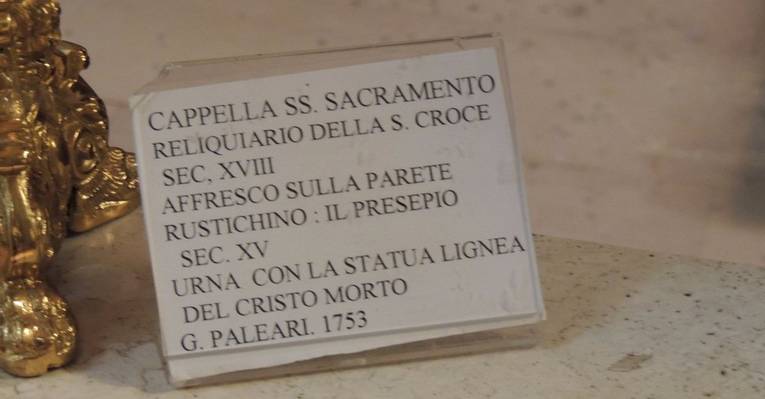 CAPPELLA SS. SACRAMENTO
RELIQUIARIO DELLA S. CROCE
SEC, XVIII
AFFRESCO SULLA PARETE
RUSTICHINO : IL PRESEPIO
SEC. XV
URNA CON LA STATUA LIGNEA
DEL CRISTO MORTO
G. PALEARI. 1753